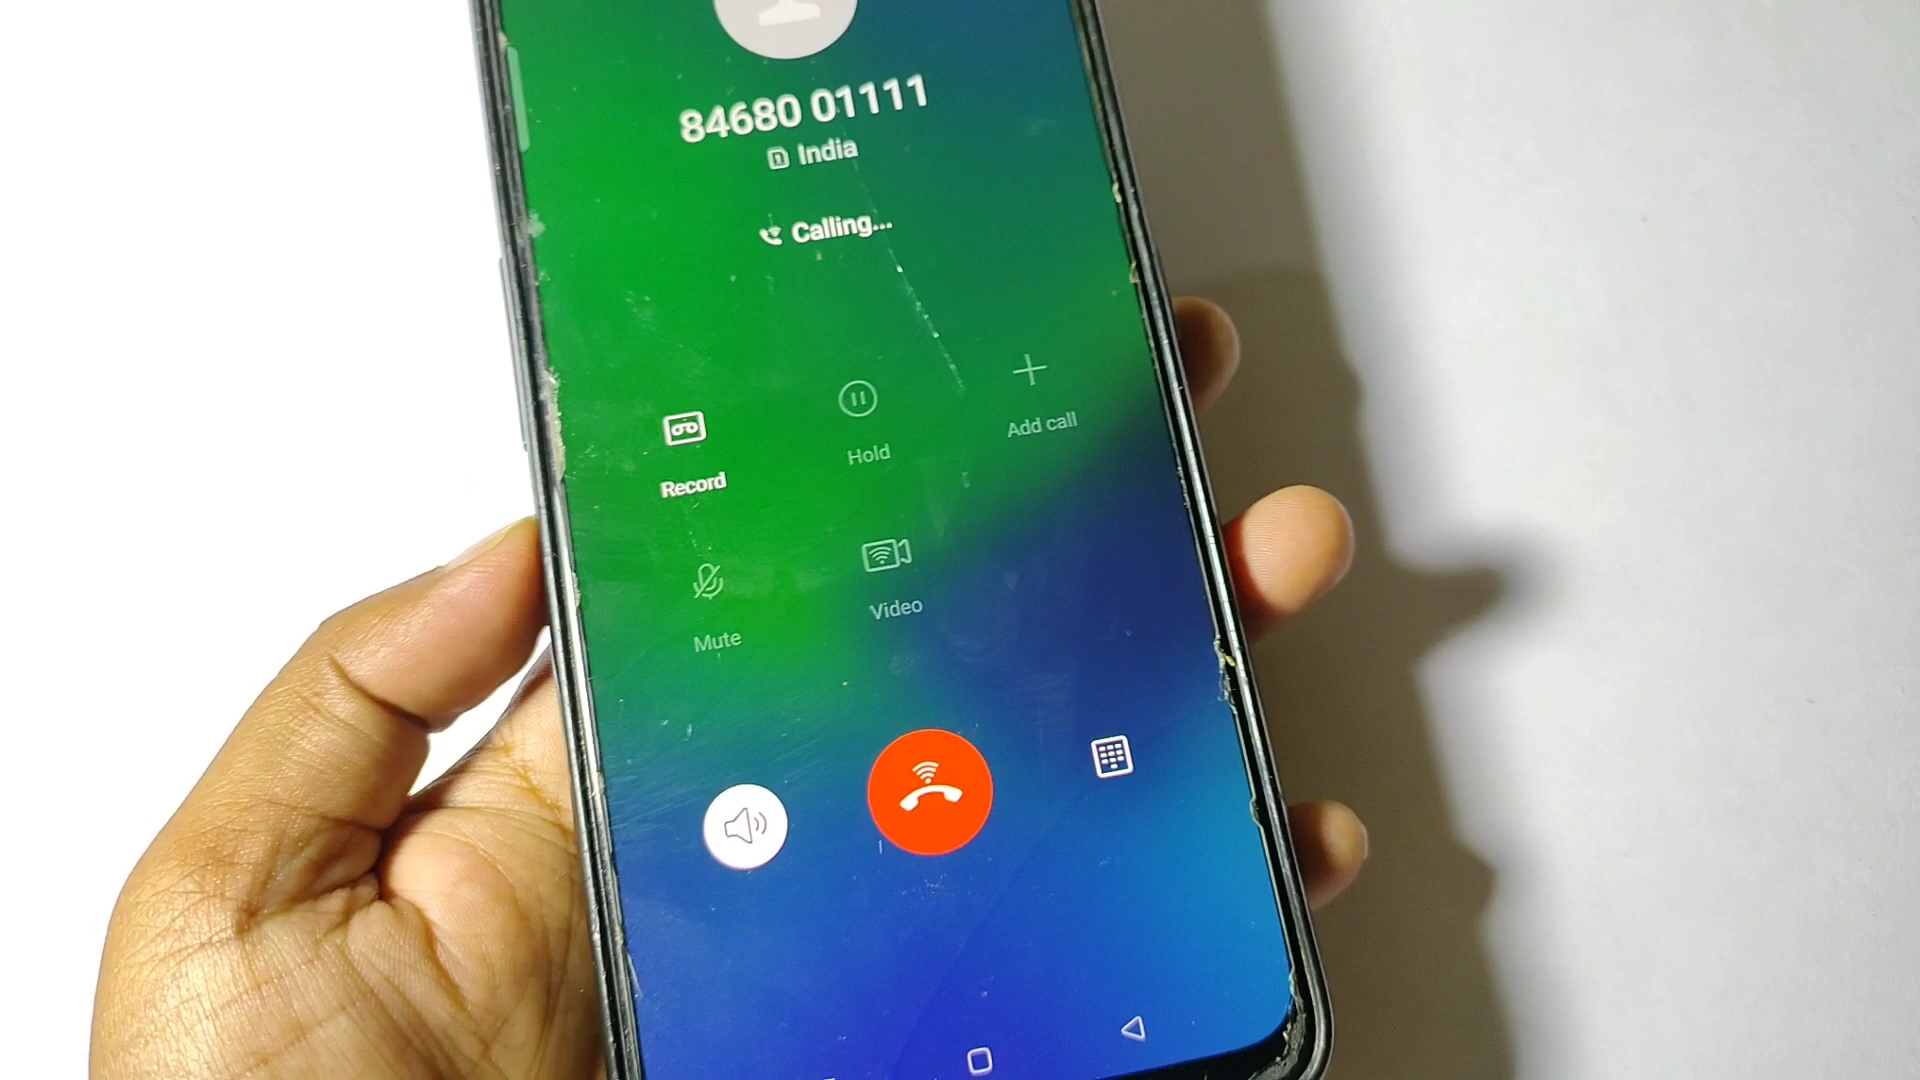 84680 01111
India
Calling...
Record
Hold
Add call
Mute
Video